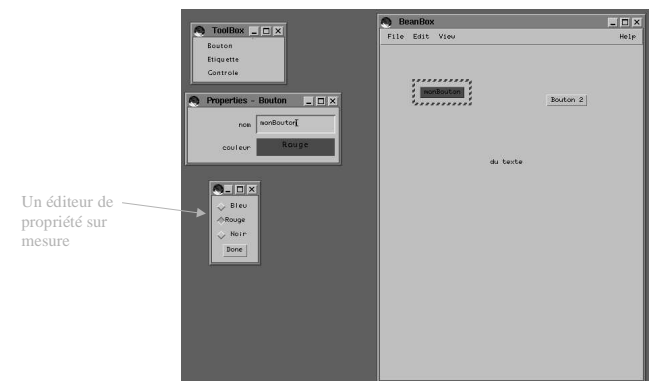 ToolBox
Bouton
Etiquette
Controle
Properties - Bouton
nom monBouton
couleur Rouge
Un éditeur de
propriété sur
mesure
Bleu
Rouge
Noir
Done
BeanBox
File Edit View Help
monBouton
Bouton 2
du texte